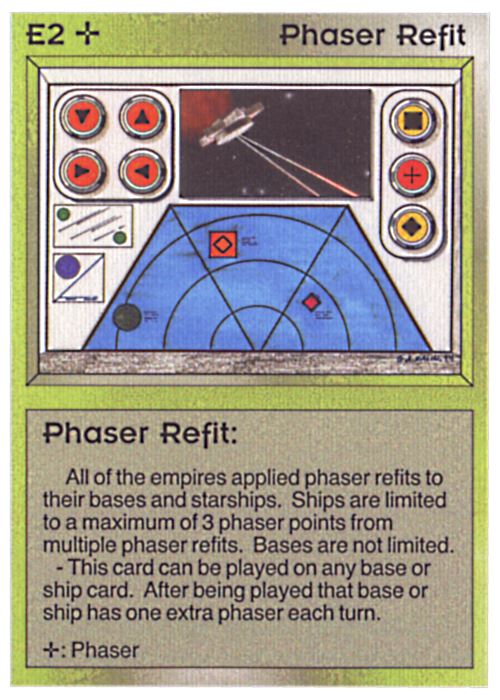 E2 ✛ Phaser Refit
Phaser Refit:
All of the empires applied phaser refits to
their bases and starships. Ships are limited
to a maximum of 3 phaser points from
multiple phaser refits. Bases are not limited.
- This card can be played on any base or
ship card. After being played that base or
ship has one extra phaser each turn.
✛: Phaser